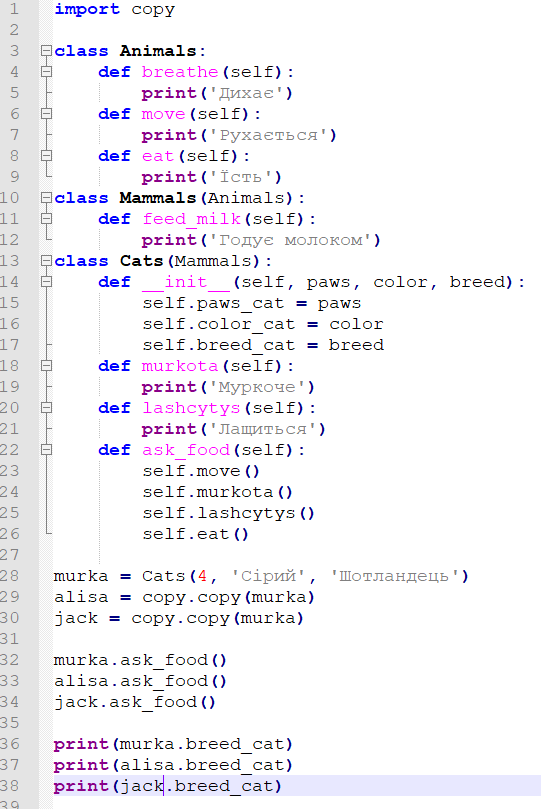 1 import copy
2
3 class Animals:
4     def breathe(self):
5         print('Дихає')
6     def move(self):
7         print('Рухається')
8     def eat(self):
9         print('Їсть')
10 class Mammals(Animals):
11     def feed_milk(self):
12         print('Годує молоком')
13 class Cats(Mammals):
14     def __init__(self, paws, color, breed):
15         self.paws_cat = paws
16         self.color_cat = color
17         self.breed_cat = breed
18     def murkota(self):
19         print('Муркоче')
20     def lashcytys(self):
21         print('Лащиться')
22     def ask_food(self):
23         self.move()
24         self.murkota()
25         self.lashcytys()
26         self.eat()
27
28 murka = Cats(4, 'Сірий', 'Шотландець')
29 alisa = copy.copy(murka)
30 jack = copy.copy(murka)
31
32 murka.ask_food()
33 alisa.ask_food()
34 jack.ask_food()
35
36 print(murka.breed_cat)
37 print(alisa.breed_cat)
38 print(jack.breed_cat)
39